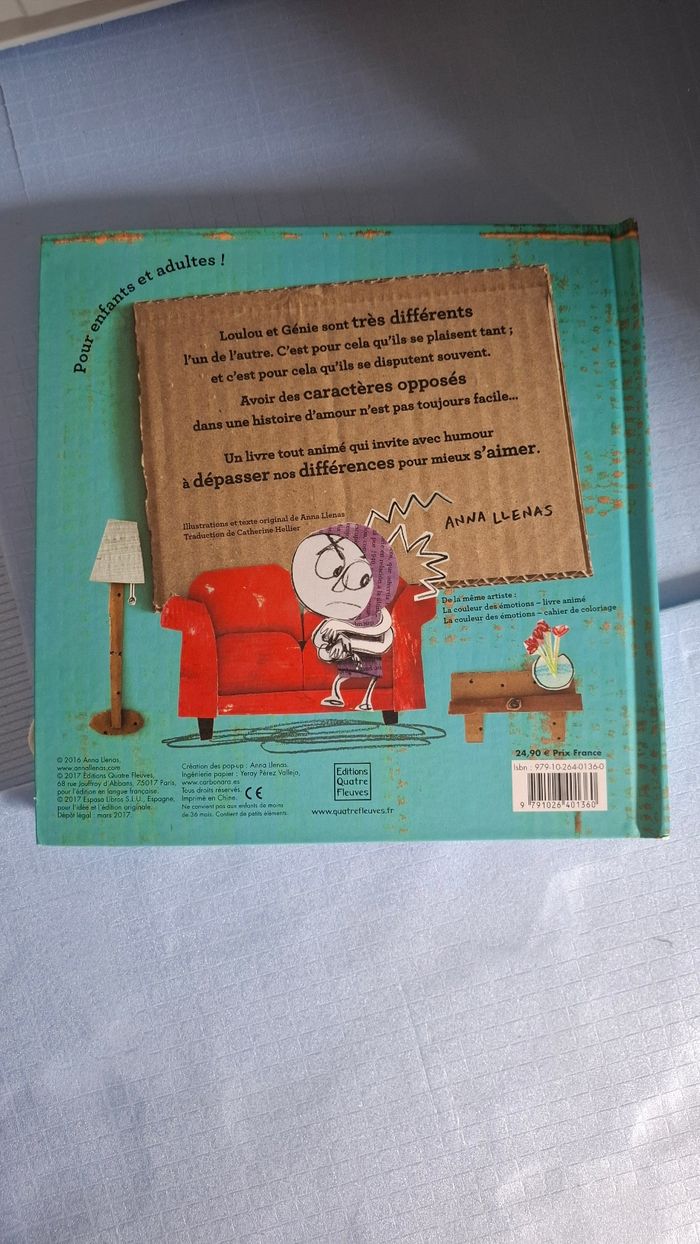 Pour enfants et adultes !
Loulou et Génie sont très différents
l'un de l'autre. C'est pour cela qu'ils se plaisent tant ;
et c'est pour cela qu'ils se disputent souvent.
Avoir des caractères opposés
dans une histoire d'amour n'est pas toujours facile...
Un livre tout animé qui invite avec humour
à dépasser nos différences pour mieux s'aimer.
Illustrations et texte original de Anna Llenas
Traduction de Catherine Hellier
ANNA LLENAS
De la même artiste :
La couleur des émotions – livre animé
La couleur des émotions – cahier de coloriage
© 2016 Anna Llenas,
www.annallenas.com
© 2017 Éditions Quatre Fleuves,
68 rue Jouffroy d'Abbans, 75017 Paris,
pour l'édition en langue française.
© 2017 Espasa Libros S.L.U., Espagne,
pour l'idée et l'édition originale.
Dépôt légal : mars 2017.
Création des pop-up : Anna Llenas.
Ingénierie papier : Yeray Pérez Vallejo,
www.carbonara.es
Tous droits réservés.
Imprimé en Chine.
CE
Ne convient pas aux enfants de moins
de 36 mois. Contient de petits éléments.
Editions
Quatre
Fleuves
www.quatrefleuves.fr
24,90 € Prix France
Isbn : 979-10-264-0136-0
9 791026 401360